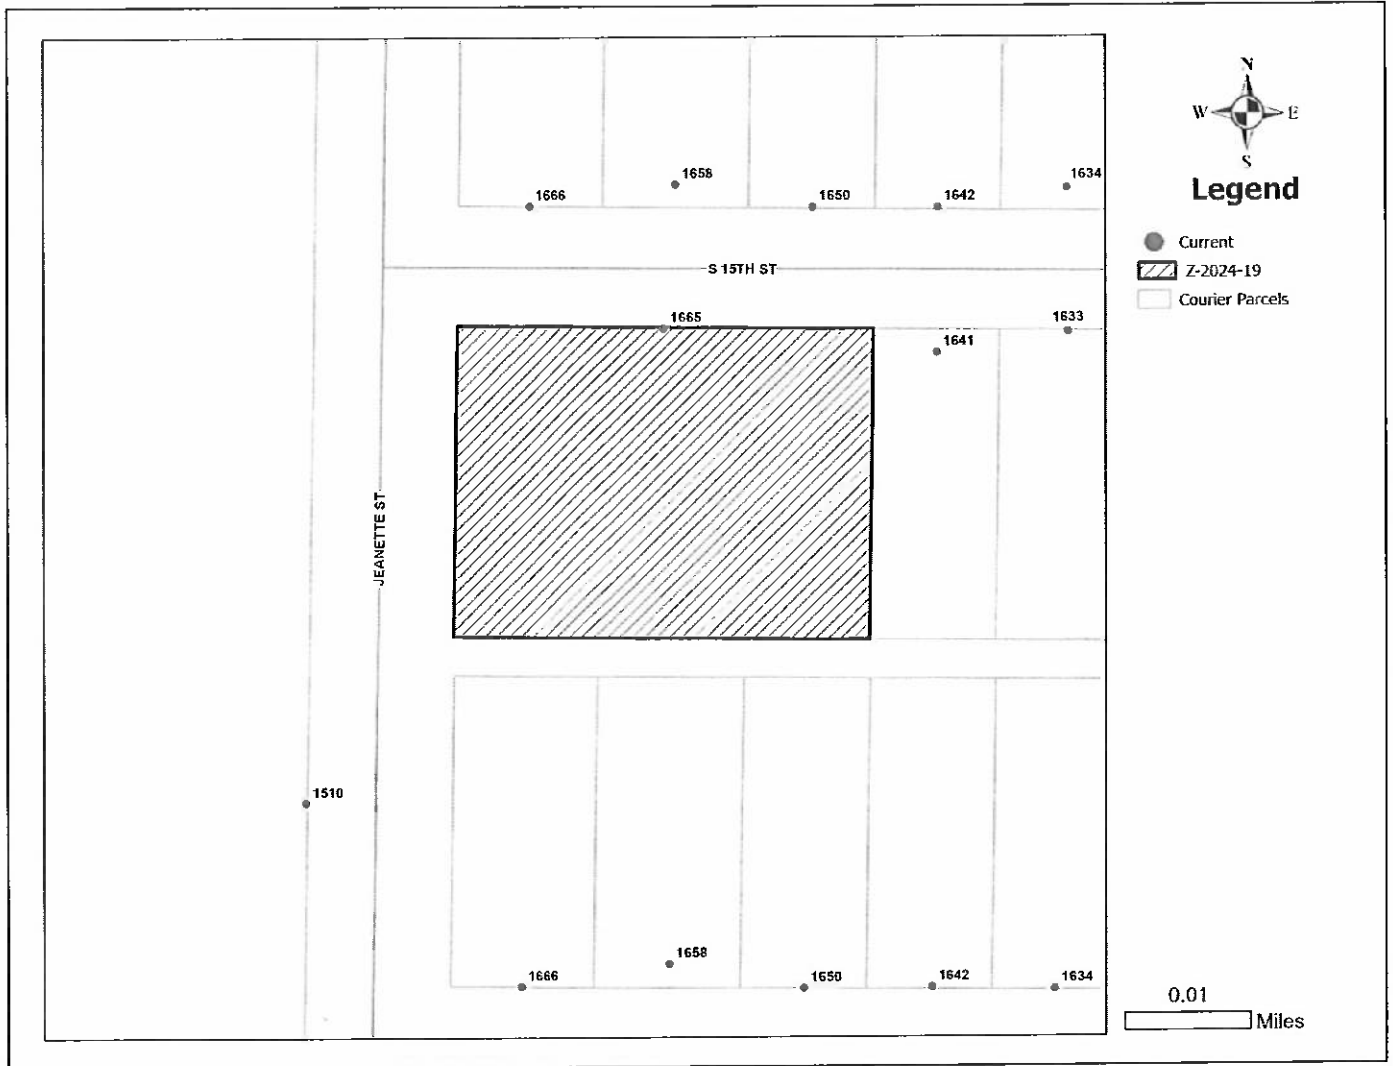 N
W E
S
Legend
Current
Z-2024-19
Courier Parcels
1658
1634
1666
1650
1642
S 15TH ST
1665
1633
1641
JEANETTE ST
1510
1658
1666
1650
1642
1634
0.01
Miles